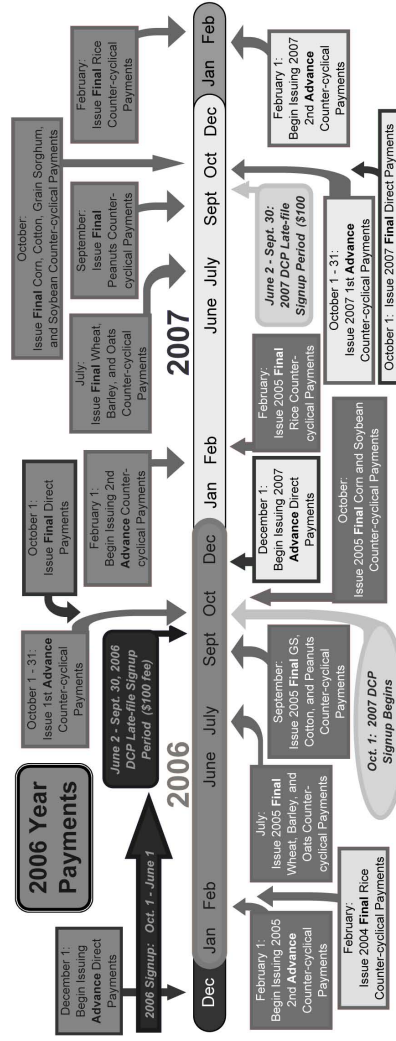 2006 Year
Payments
December 1:
Begin Issuing
Advance Direct
Payments
2006 Signup:  Oct. 1 - June 1
October 1 - 31:
Issue 1st Advance
Counter-cyclical
Payments
October 1:
Issue Final Direct
Payments
June 2 - Sept. 30, 2006
DCP Late-file Signup
Period ($100 fee)
February 1:
Begin Issuing 2nd
Advance Counter-
cyclical Payments
July:
Issue Final Wheat,
Barley, and Oats
Counter-cyclical
Payments
September:
Issue Final
Peanuts Counter-
cyclical Payments
October:
Issue Final Corn, Cotton, Grain Sorghum,
and Soybean Counter-cyclical Payments
February:
Issue Final Rice
Counter-cyclical
Payments
2006
2007
Dec
Jan
Feb
June
July
Sept
Oct
Dec
Jan
Feb
June
July
Sept
Oct
Dec
Jan
Feb
February 1:
Begin Issuing 2005
2nd Advance
Counter-cyclical
Payments
February:
Issue 2004 Final Rice
Counter-cyclical Payments
July:
Issue 2005 Final
Wheat, Barley, and
Oats Counter-
cyclical Payments
September:
Issue 2005 Final GS,
Cotton, and Peanuts
Counter-cyclical
Payments
Oct. 1:  2007 DCP
Signup Begins
October:
Issue 2005 Final Corn and Soybean
Counter-cyclical Payments
December 1:
Begin Issuing 2007
Advance Direct
Payments
February:
Issue 2005 Final
Rice Counter-
cyclical Payments
June 2 - Sept. 30:
2007 DCP Late-file
Signup Period  ($100
October 1 - 31:
Issue 2007 1st Advance
Counter-cyclical Payments
October 1:  Issue 2007 Final Direct Payments
February 1:
Begin Issuing 2007
2nd Advance
Counter-cyclical
Payments